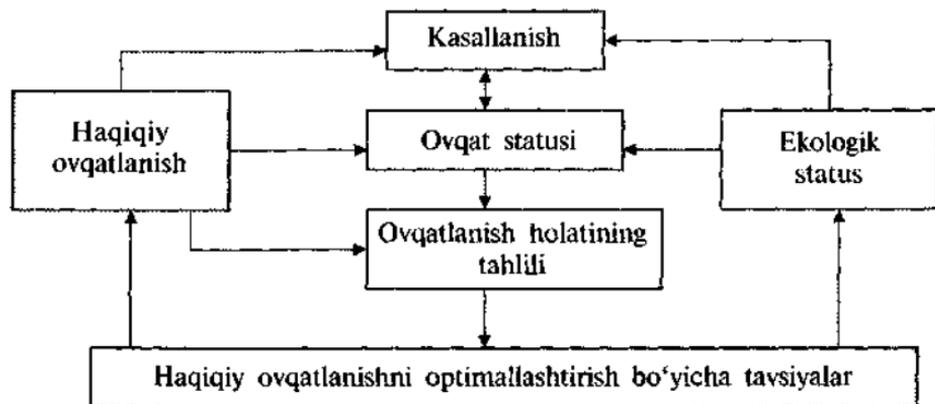 Kasallanish
Haqiqiy
ovqatlanish
Ovqat statusi
Ekologik
status
Ovqatlanish holatining
tahlili
Haqiqiy ovqatlanishni optimallashtirish bo‘yicha tavsiyalar